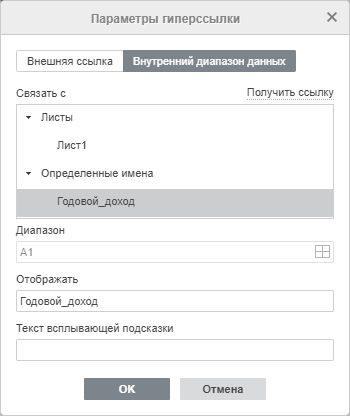 Параметры гиперссылки
Внешняя ссылка Внутренний диапазон данных
Связать с Получить ссылку
Листы
Лист1
Определенные имена
Годовой_доход
Диапазон
A1
Отображать
Годовой_доход
Текст всплывающей подсказки
OK Отмена